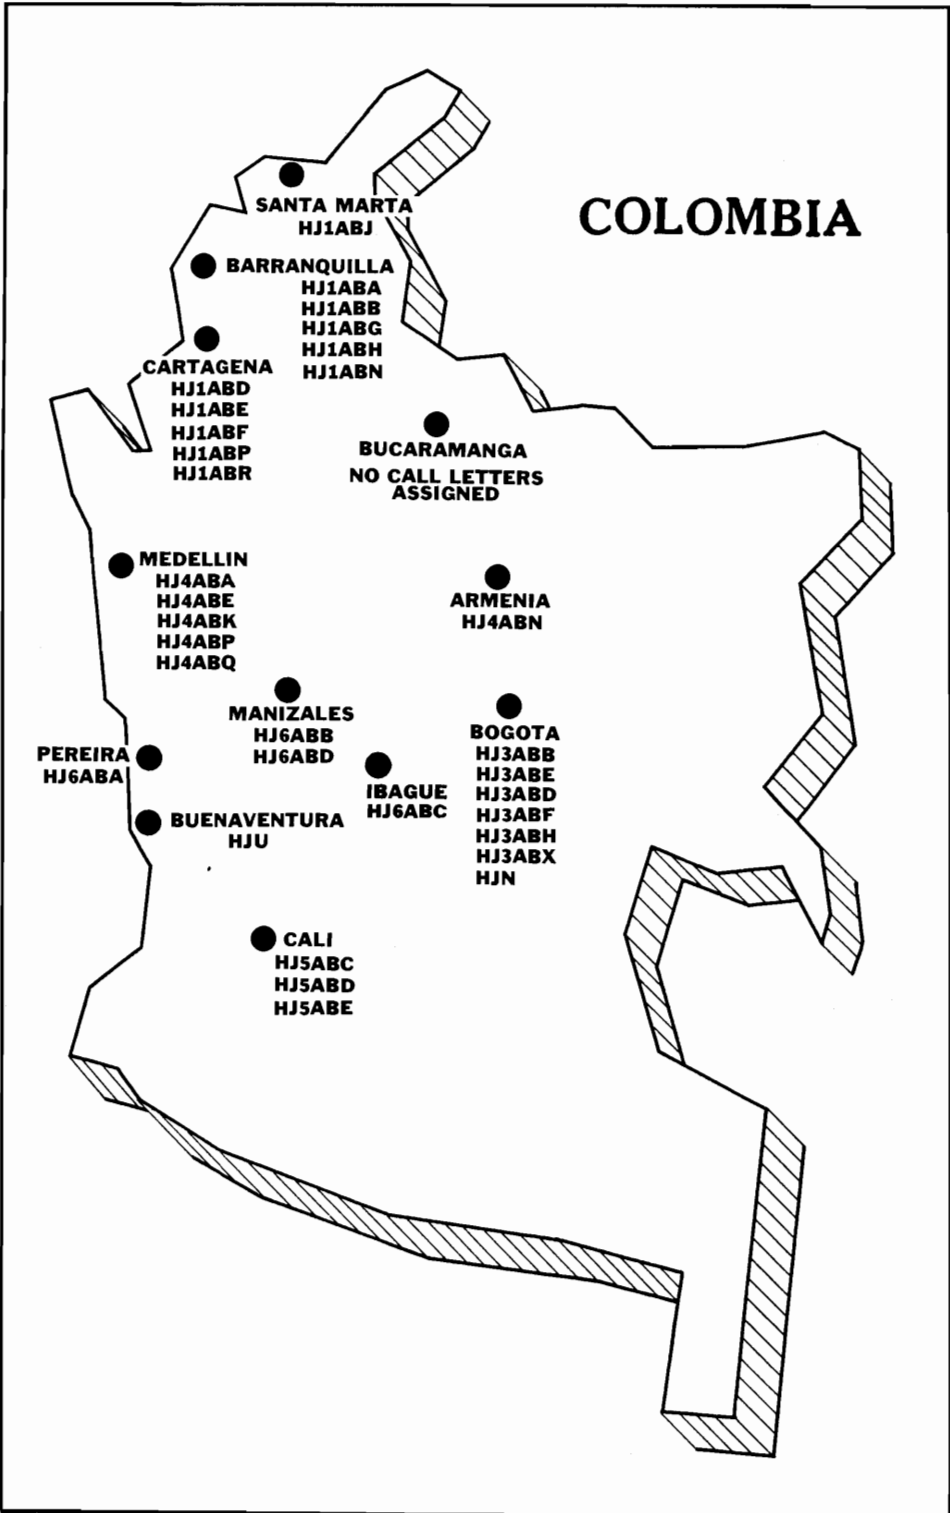 COLOMBIA
SANTA MARTA
HJ1ABJ
BARRANQUILLA
HJ1ABA
HJ1ABB
HJ1ABG
HJ1ABH
HJ1ABN
CARTAGENA
HJ1ABD
HJ1ABE
HJ1ABF
HJ1ABP
HJ1ABR
BUCARAMANGA
NO CALL LETTERS
ASSIGNED
MEDELLIN
HJ4ABA
HJ4ABE
HJ4ABK
HJ4ABP
HJ4ABQ
ARMENIA
HJ4ABN
MANIZALES
HJ6ABB
HJ6ABD
BOGOTA
HJ3ABB
HJ3ABE
HJ3ABD
HJ3ABF
HJ3ABH
HJ3ABX
HJN
PEREIRA
HJ6ABA
IBAGUE
HJ6ABC
BUENAVENTURA
HJU
CALI
HJ5ABC
HJ5ABD
HJ5ABE